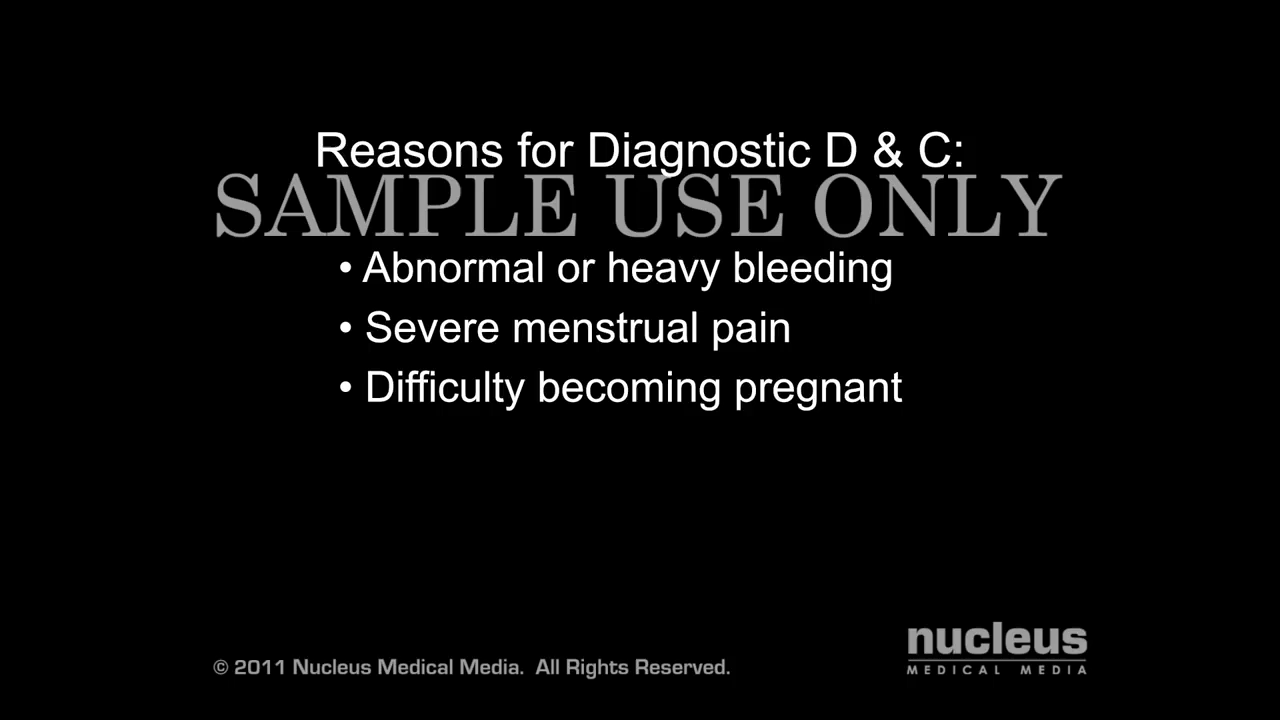 Reasons for Diagnostic D & C:
SAMPLE USE ONLY
• Abnormal or heavy bleeding
• Severe menstrual pain
• Difficulty becoming pregnant
nucleus
MEDICAL MEDIA
© 2011 Nucleus Medical Media. All Rights Reserved.